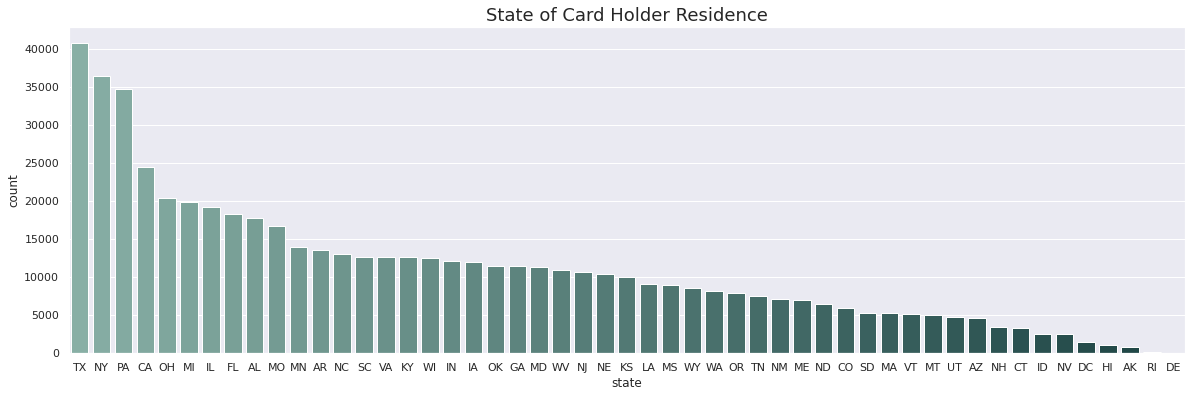 State of Card Holder Residence
40000
35000
30000
25000
20000
15000
10000
5000
0
count
TX NY PA CA OH MI IL FL AL MO MN AR NC SC VA KY WI IN IA OK GA MD WV NJ NE KS LA MS WY WA OR TN NM ME ND CO SD MA VT MT UT AZ NH CT ID NV DC HI AK RI DE
state